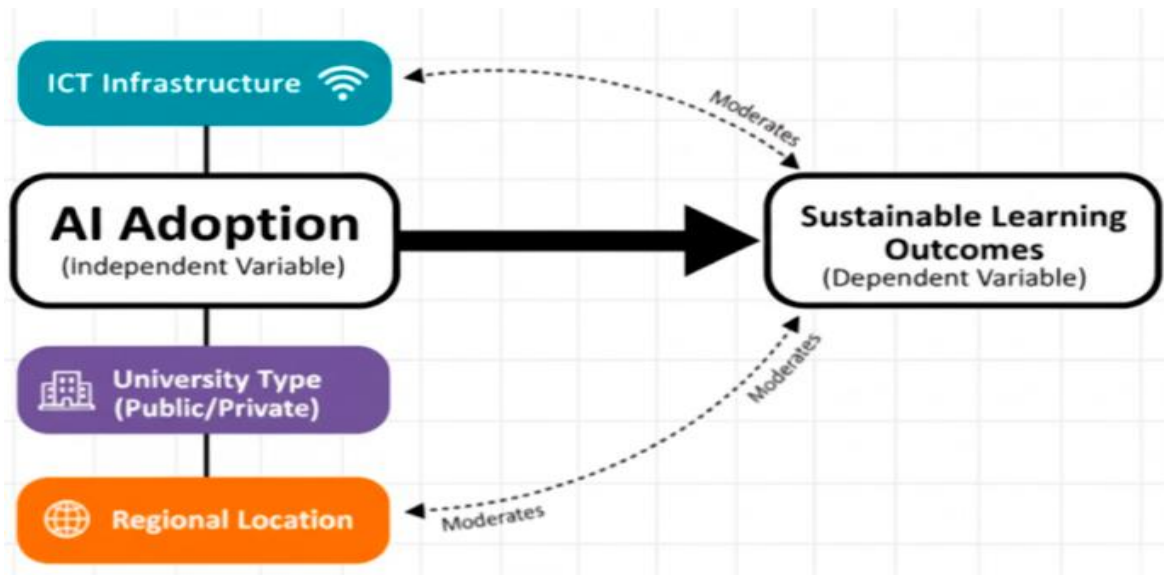 ICT Infrastructure
Moderates
AI Adoption
(Independent Variable)
Sustainable Learning
Outcomes
(Dependent Variable)
University Type
(Public/Private)
Moderates
Regional Location
Moderates